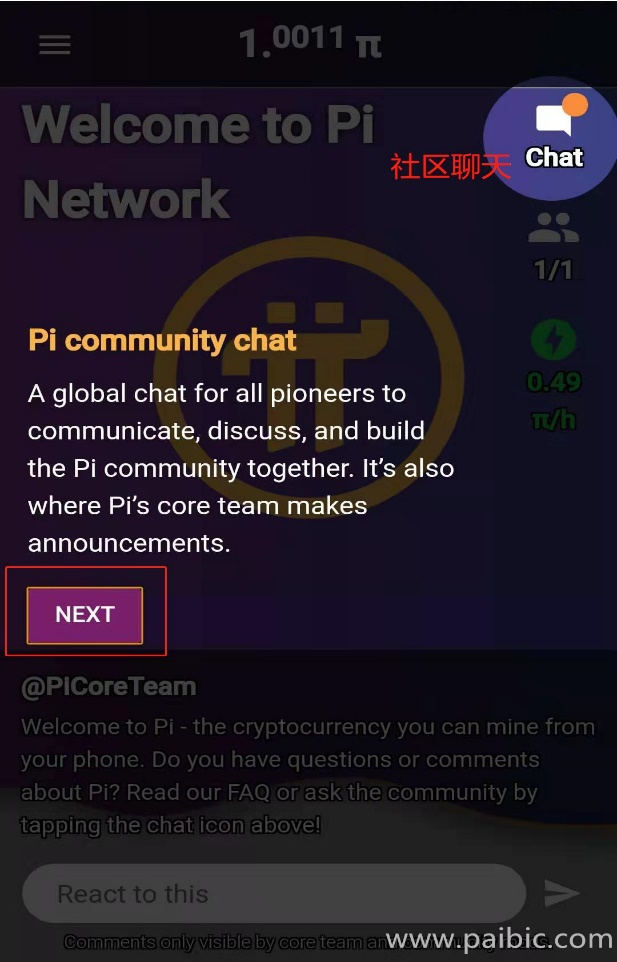 1.0011 π
Welcome to Pi
Network
Chat
社区聊天
1/1
0.49
π/h
Pi community chat
A global chat for all pioneers to
communicate, discuss, and build
the Pi community together. It’s also
where Pi’s core team makes
announcements.
NEXT
@PiCoreTeam
Welcome to Pi - the cryptocurrency you can mine from
your phone. Do you have questions or comments
about Pi? Read our FAQ or ask the community by
tapping the chat icon above!
React to this
Comments only visible by core team
www.paibic.com